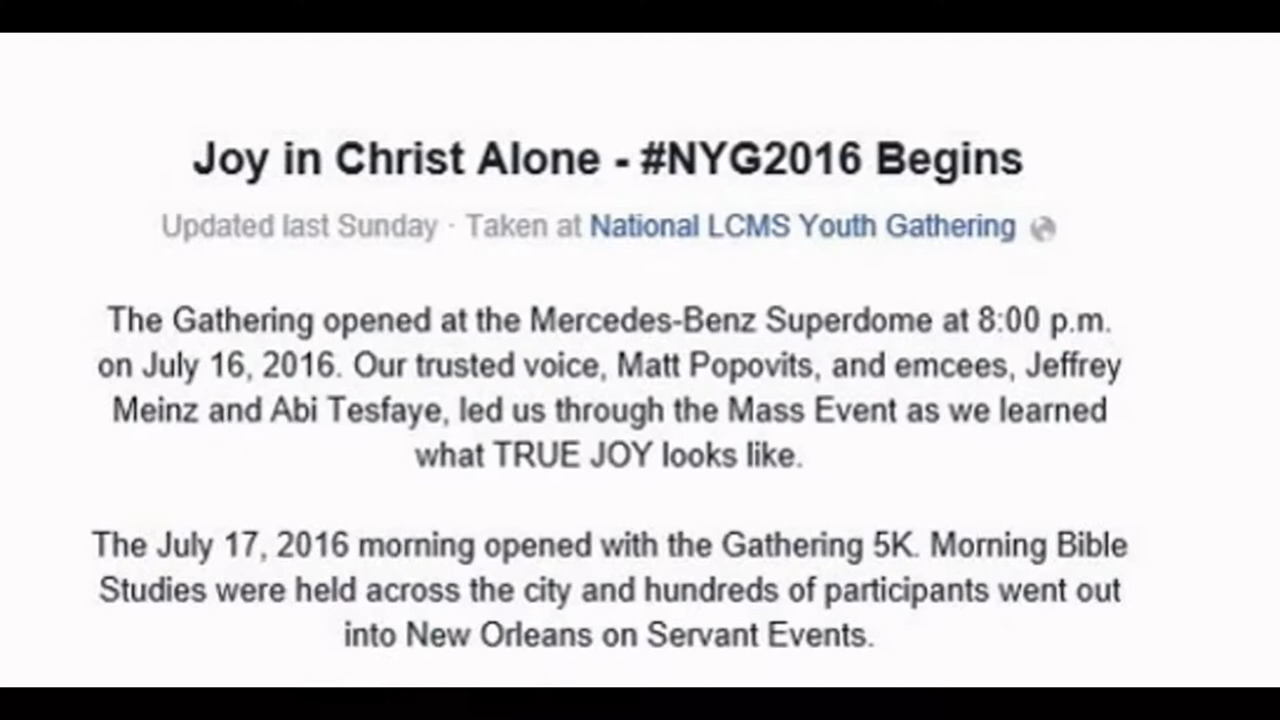 Joy in Christ Alone - #NYG2016 Begins
Updated last Sunday · Taken at National LCMS Youth Gathering
The Gathering opened at the Mercedes-Benz Superdome at 8:00 p.m.
on July 16, 2016. Our trusted voice, Matt Popovits, and emcees, Jeffrey
Meinz and Abi Tesfaye, led us through the Mass Event as we learned
what TRUE JOY looks like.
The July 17, 2016 morning opened with the Gathering 5K. Morning Bible
Studies were held across the city and hundreds of participants went out
into New Orleans on Servant Events.